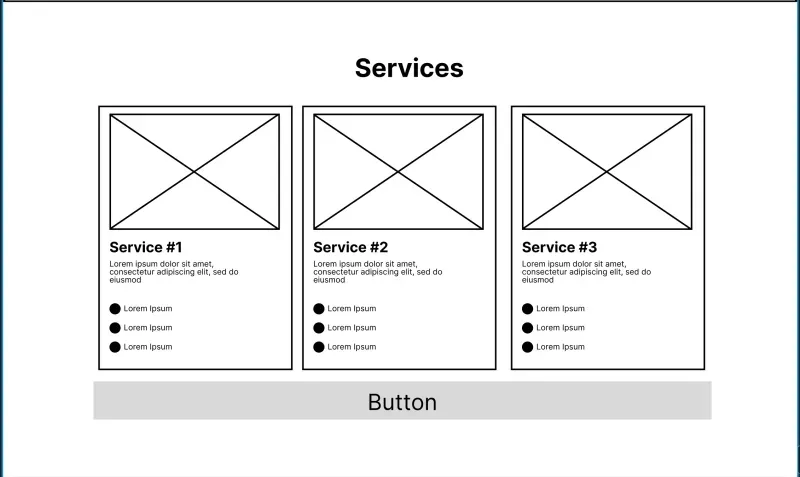 Services
Service #1
Lorem ipsum dolor sit amet,
consectetur adipiscing elit, sed do
eiusmod
Lorem Ipsum
Lorem Ipsum
Lorem Ipsum
Service #2
Lorem ipsum dolor sit amet,
consectetur adipiscing elit, sed do
eiusmod
Lorem Ipsum
Lorem Ipsum
Lorem Ipsum
Service #3
Lorem ipsum dolor sit amet,
consectetur adipiscing elit, sed do
eiusmod
Lorem Ipsum
Lorem Ipsum
Lorem Ipsum
Button